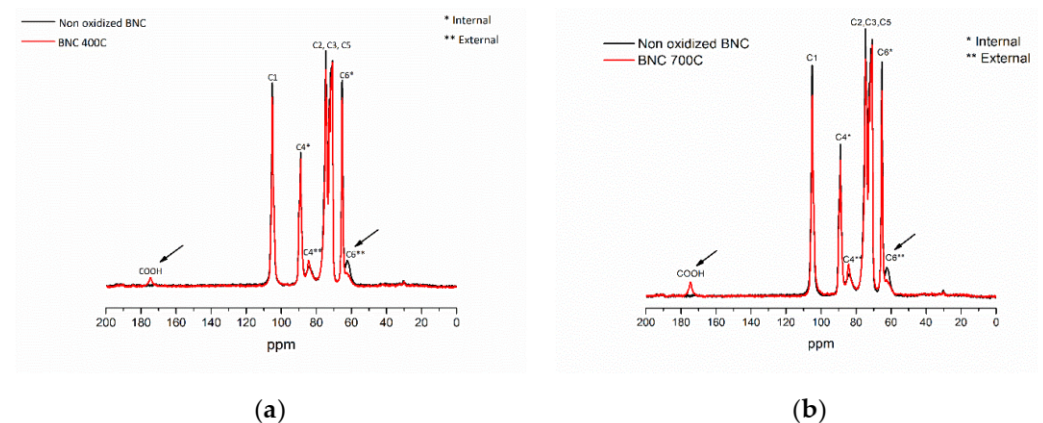 Non oxidized BNC
BNC 400C
* Internal
** External
C1
C2, C3, C5
C6*
C4*
C4**
C6**
COOH
200 180 160 140 120 100 80 60 40 20 0
ppm
(a)
Non oxidized BNC
BNC 700C
* Internal
** External
C1
C2,C3,C5
C6*
C4*
C4**
C6**
COOH
200 180 160 140 120 100 80 60 40 20 0
ppm
(b)